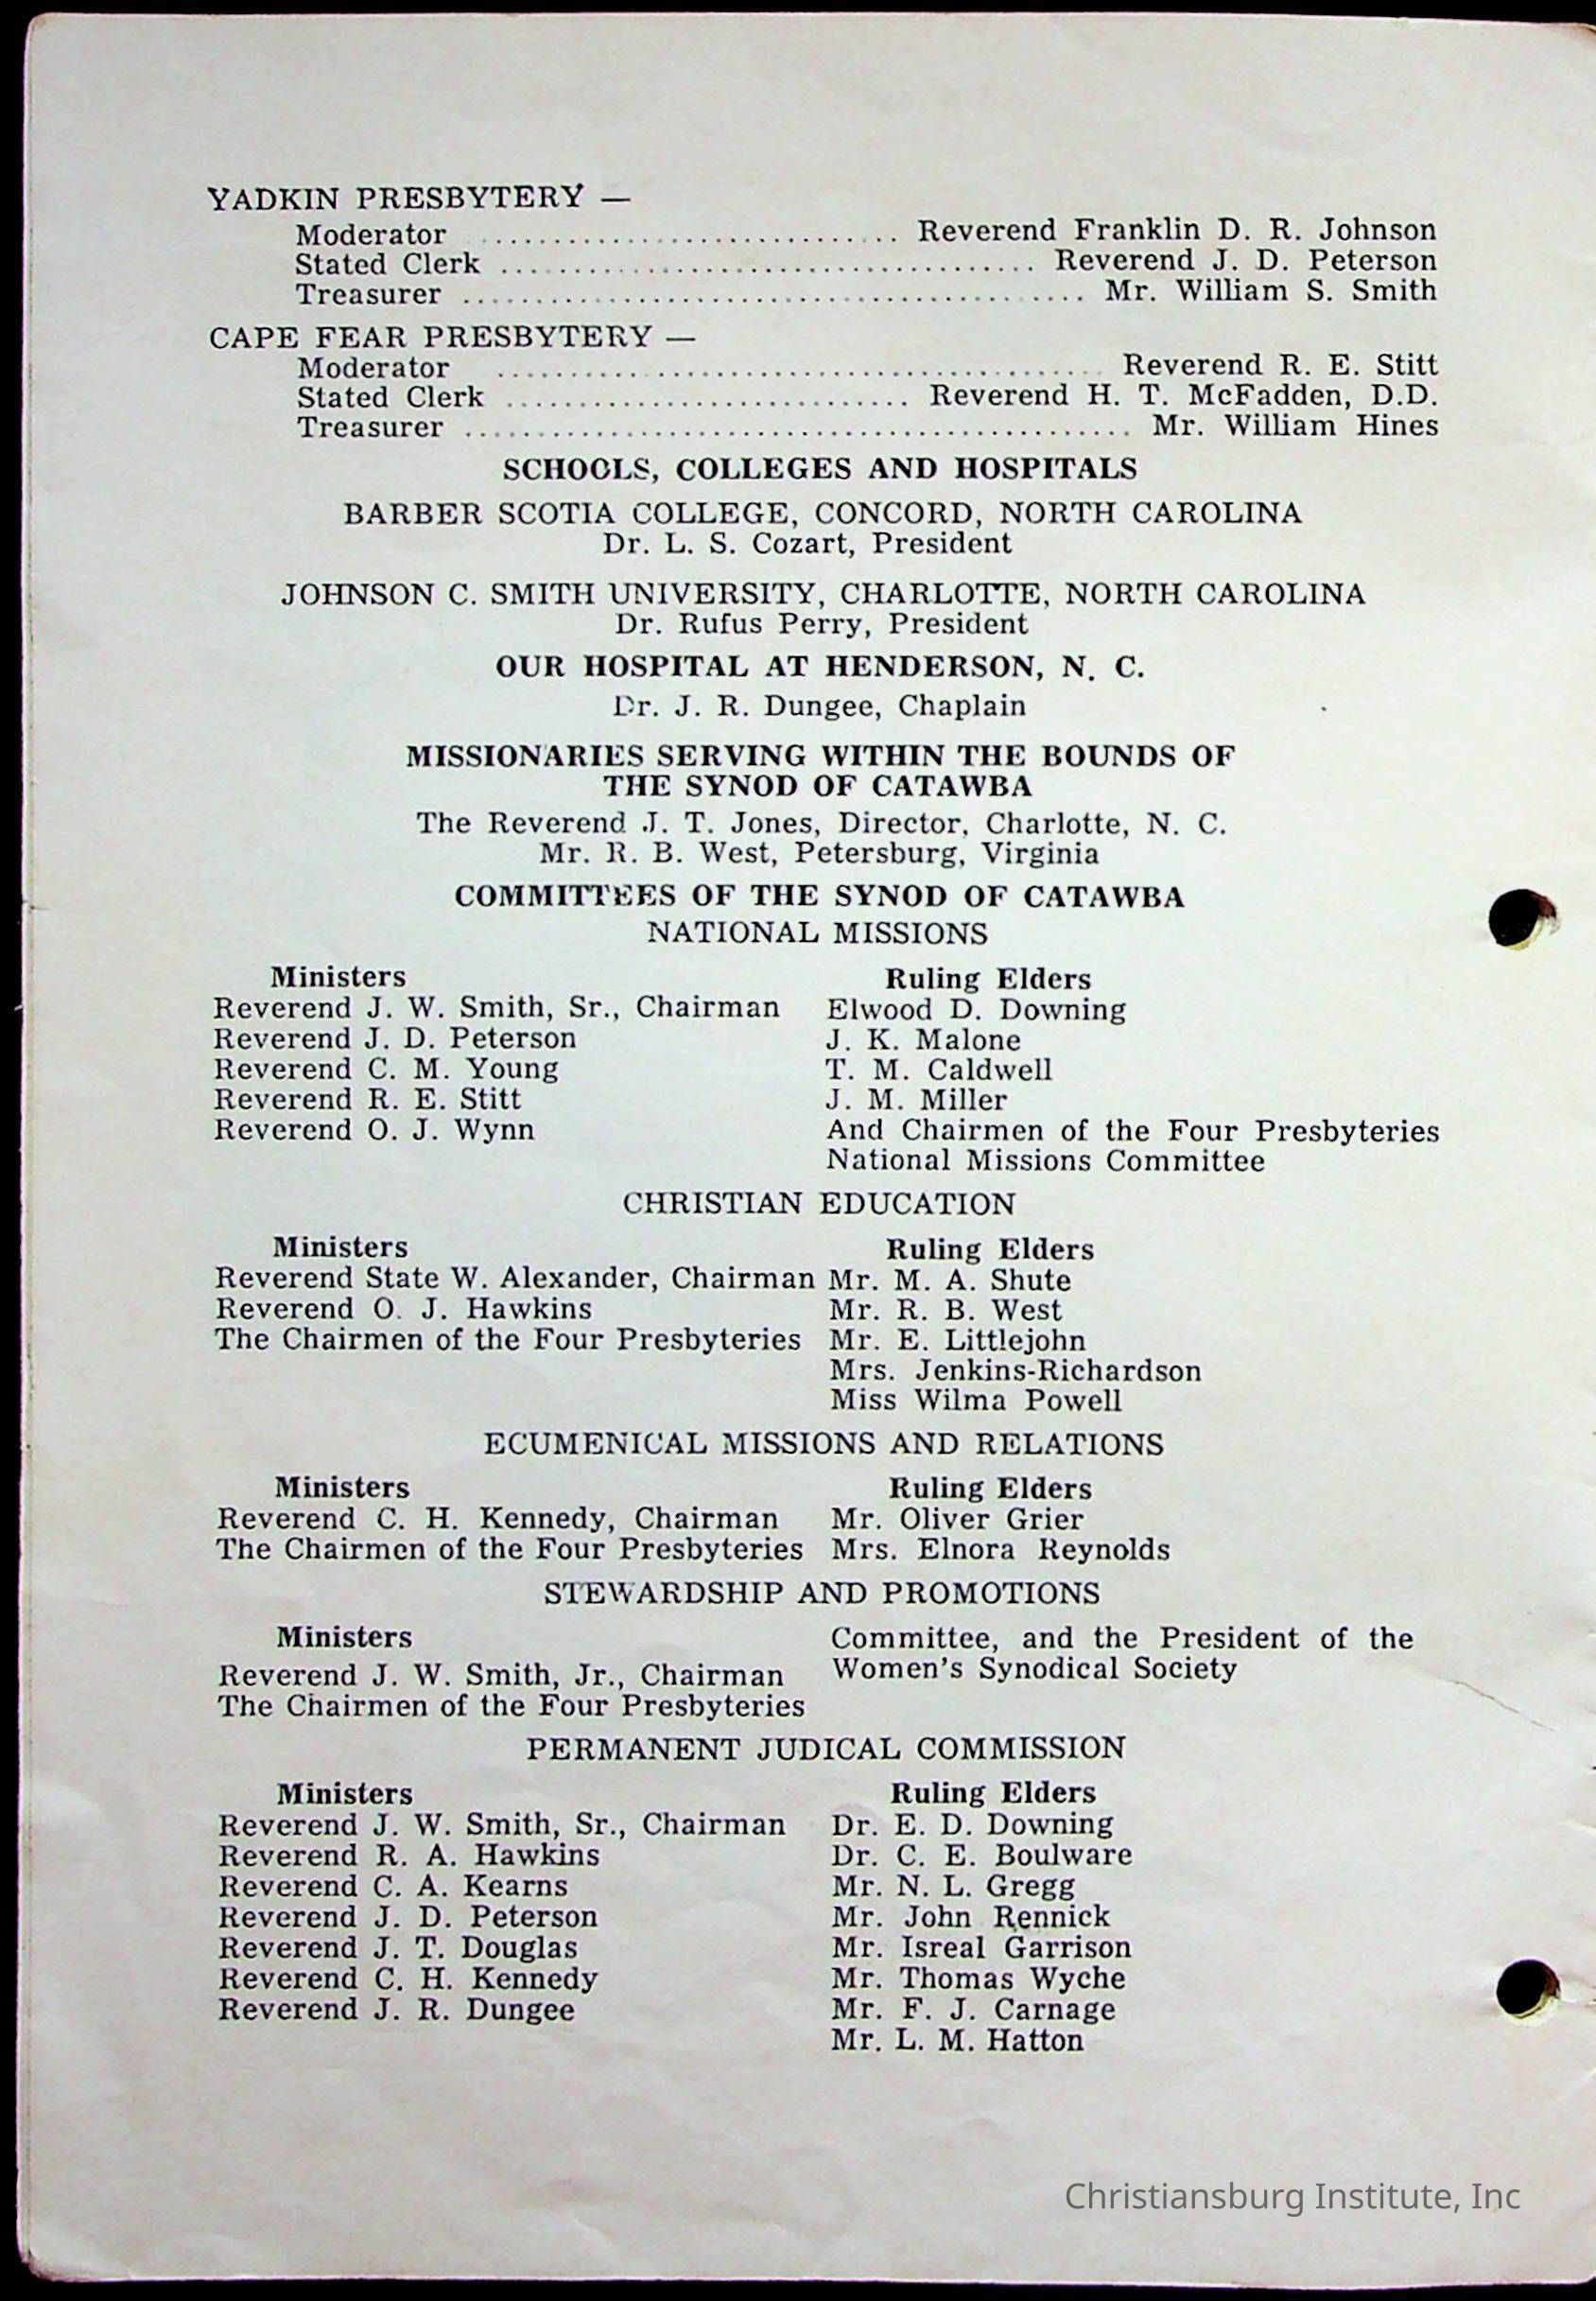 YADKIN PRESBYTERY —
Moderator .............................. Reverend Franklin D. R. Johnson
Stated Clerk ...................................... Reverend J. D. Peterson
Treasurer ............................................ Mr. William S. Smith
CAPE FEAR PRESBYTERY —
Moderator .......................................... Reverend R. E. Stitt
Stated Clerk ............................. Reverend H. T. McFadden, D.D.
Treasurer ............................................... Mr. William Hines
SCHOOLS, COLLEGES AND HOSPITALS
BARBER SCOTIA COLLEGE, CONCORD, NORTH CAROLINA
Dr. L. S. Cozart, President
JOHNSON C. SMITH UNIVERSITY, CHARLOTTE, NORTH CAROLINA
Dr. Rufus Perry, President
OUR HOSPITAL AT HENDERSON, N. C.
Dr. J. R. Dungee, Chaplain
MISSIONARIES SERVING WITHIN THE BOUNDS OF
THE SYNOD OF CATAWBA
The Reverend J. T. Jones, Director, Charlotte, N. C.
Mr. R. B. West, Petersburg, Virginia
COMMITTEES OF THE SYNOD OF CATAWBA
NATIONAL MISSIONS
Ministers
Reverend J. W. Smith, Sr., Chairman
Reverend J. D. Peterson
Reverend C. M. Young
Reverend R. E. Stitt
Reverend O. J. Wynn
Ruling Elders
Elwood D. Downing
J. K. Malone
T. M. Caldwell
J. M. Miller
And Chairmen of the Four Presbyteries
National Missions Committee
CHRISTIAN EDUCATION
Ministers
Reverend State W. Alexander, Chairman
Reverend O. J. Hawkins
The Chairmen of the Four Presbyteries
Ruling Elders
Mr. M. A. Shute
Mr. R. B. West
Mr. E. Littlejohn
Mrs. Jenkins-Richardson
Miss Wilma Powell
ECUMENICAL MISSIONS AND RELATIONS
Ministers
Reverend C. H. Kennedy, Chairman
The Chairmen of the Four Presbyteries
Ruling Elders
Mr. Oliver Grier
Mrs. Elnora Reynolds
STEWARDSHIP AND PROMOTIONS
Ministers
Reverend J. W. Smith, Jr., Chairman
The Chairmen of the Four Presbyteries
Committee, and the President of the
Women's Synodical Society
PERMANENT JUDICAL COMMISSION
Ministers
Reverend J. W. Smith, Sr., Chairman
Reverend R. A. Hawkins
Reverend C. A. Kearns
Reverend J. D. Peterson
Reverend J. T. Douglas
Reverend C. H. Kennedy
Reverend J. R. Dungee
Ruling Elders
Dr. E. D. Downing
Dr. C. E. Boulware
Mr. N. L. Gregg
Mr. John Rennick
Mr. Isreal Garrison
Mr. Thomas Wyche
Mr. F. J. Carnage
Mr. L. M. Hatton
Christiansburg Institute, Inc